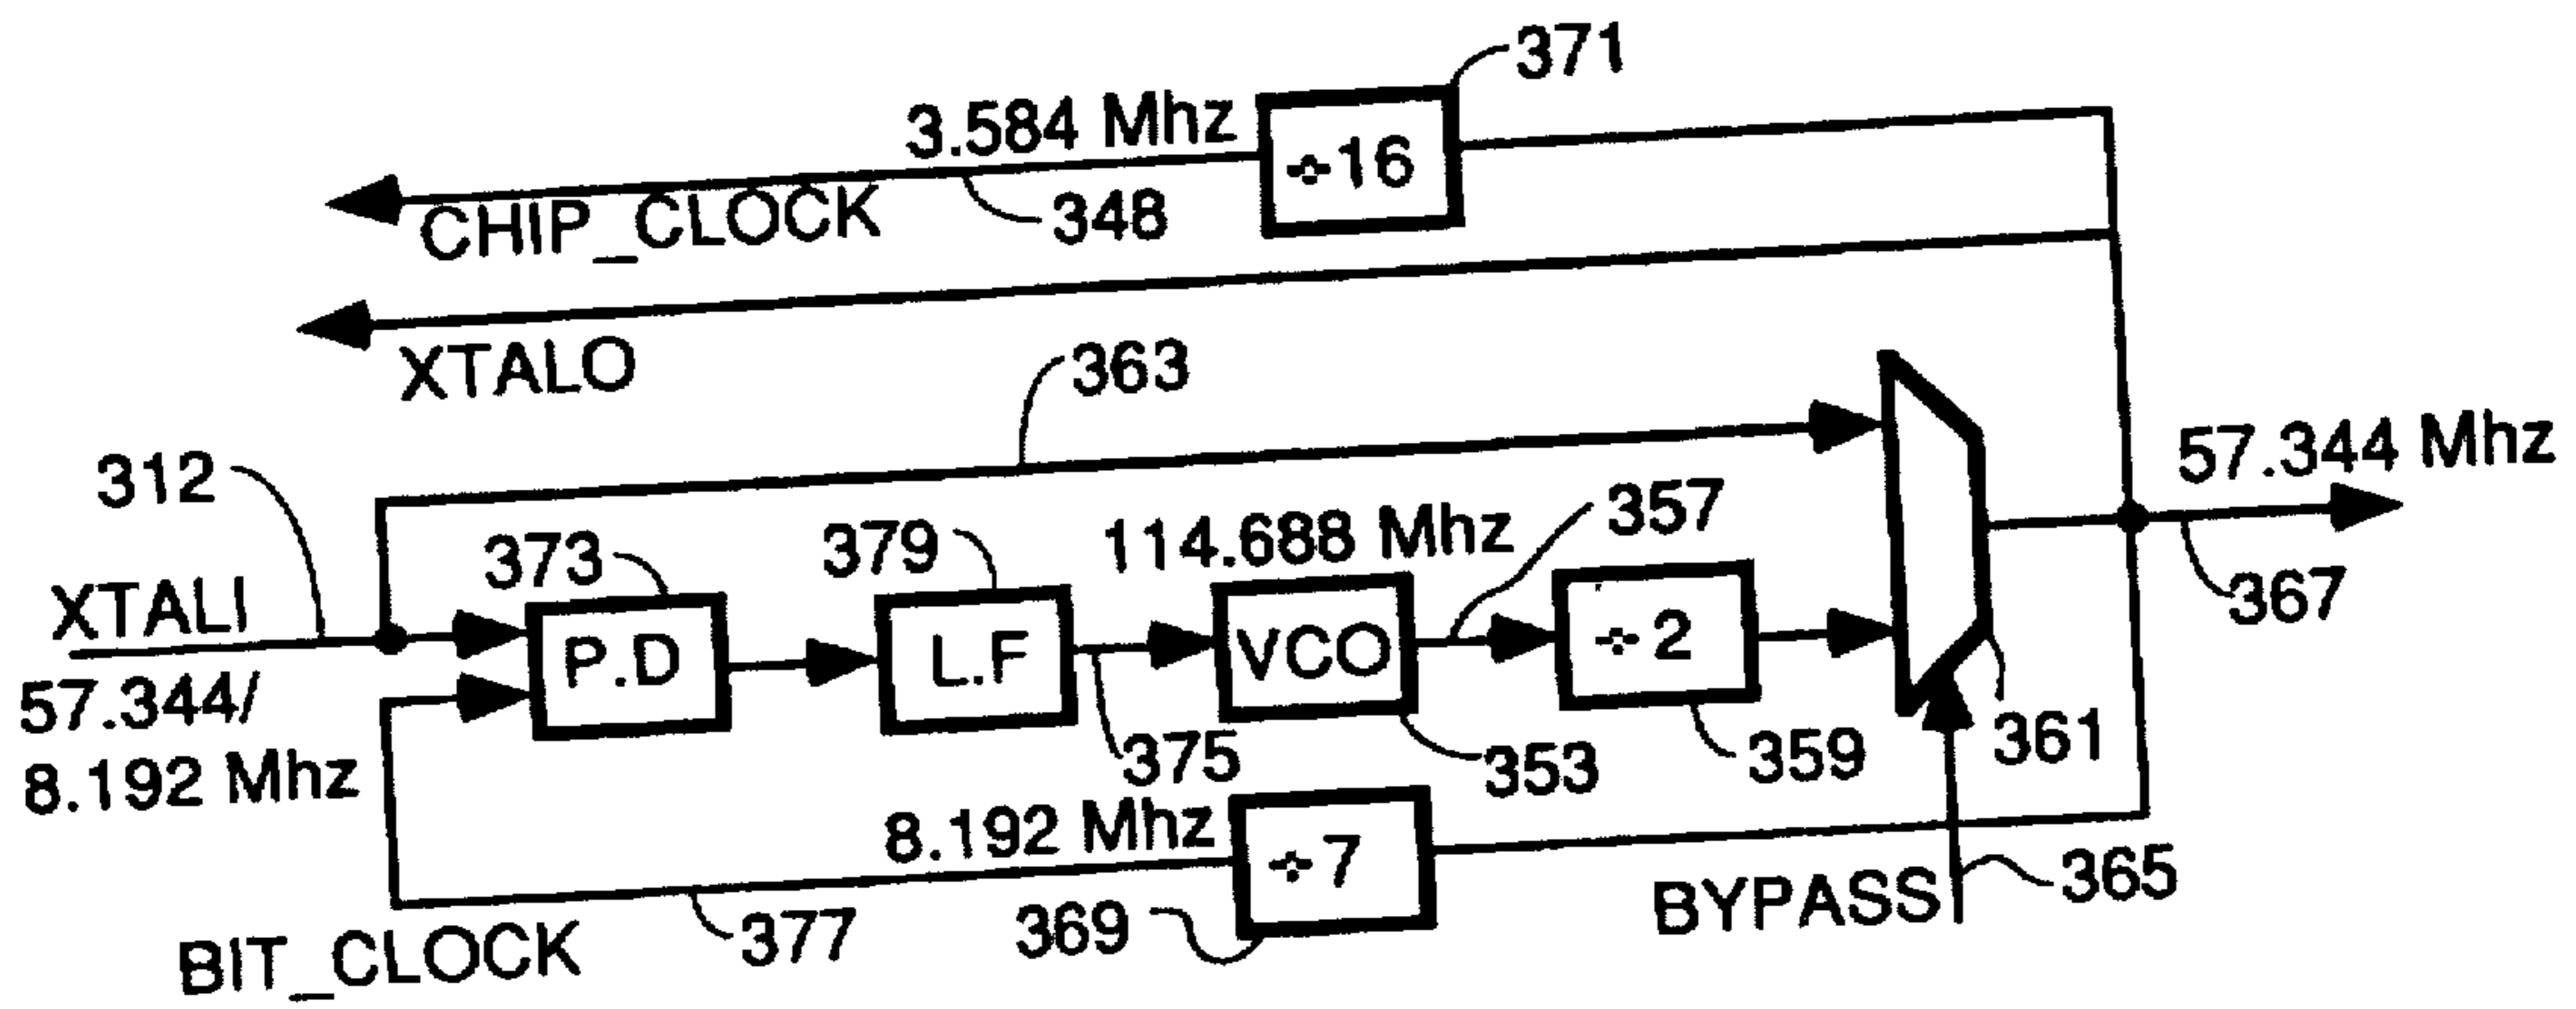 371
3.584 Mhz
÷16
CHIP_CLOCK
348
XTALO
363
312
57.344 Mhz
373
379
114.688 Mhz
357
XTALI
P.D
L.F
VCO
÷2
367
57.344/
8.192 Mhz
375
353
359
361
8.192 Mhz
÷7
BIT_CLOCK
377
369
BYPASS
365